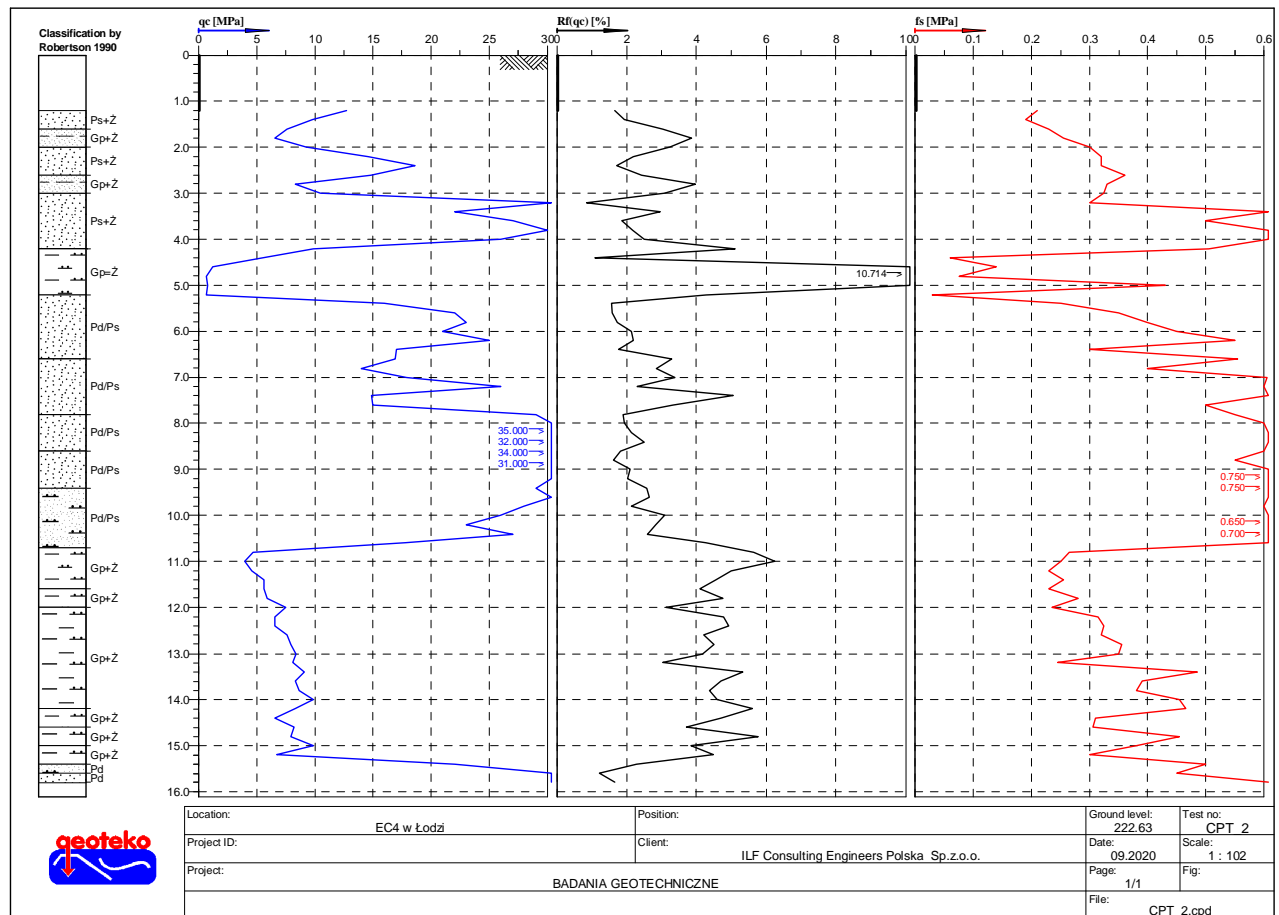 Classification by
Robertson 1990
qc [MPa]
Rf(qc) [%]
fs [MPa]
0 5 10 15 20 25 30
0 2 4 6 8 10
0 0.1 0.2 0.3 0.4 0.5 0.6
0
1.0
2.0
3.0
4.0
5.0
6.0
7.0
8.0
9.0
10.0
11.0
12.0
13.0
14.0
15.0
16.0
Ps+Ż
Gp+Ż
Ps+Ż
Gp+Ż
Ps+Ż
Gp=Ż
Pd/Ps
Pd/Ps
Pd/Ps
Pd/Ps
Pd/Ps
Gp+Ż
Gp+Ż
Gp+Ż
Gp+Ż
Gp+Ż
Gp+Ż
Pd
Pd
35.000
32.000
34.000
31.000
10.714
0.750
0.750
0.650
0.700
geoteko
Location:
EC4 w Łodzi
Position:
Ground level:
222.63
Test no:
CPT_2
Project ID:
Client:
ILF Consulting Engineers Polska Sp.z.o.o.
Date:
09.2020
Scale:
1 : 102
Project:
BADANIA GEOTECHNICZNE
Page:
1/1
Fig:
File:
CPT_2.cpd